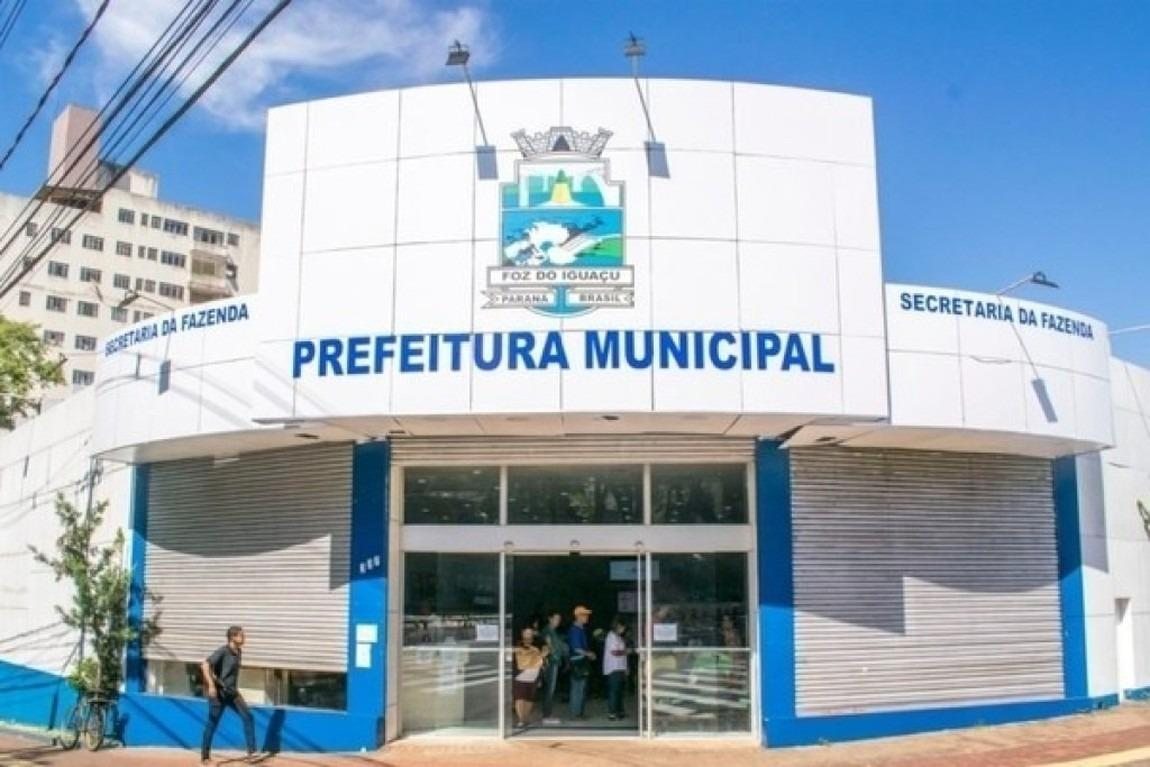 FOZ DO IGUAÇU
PARANÁ BRASIL
SECRETARIA DA FAZENDA
PREFEITURA MUNICIPAL
SECRETARIA DA FAZENDA